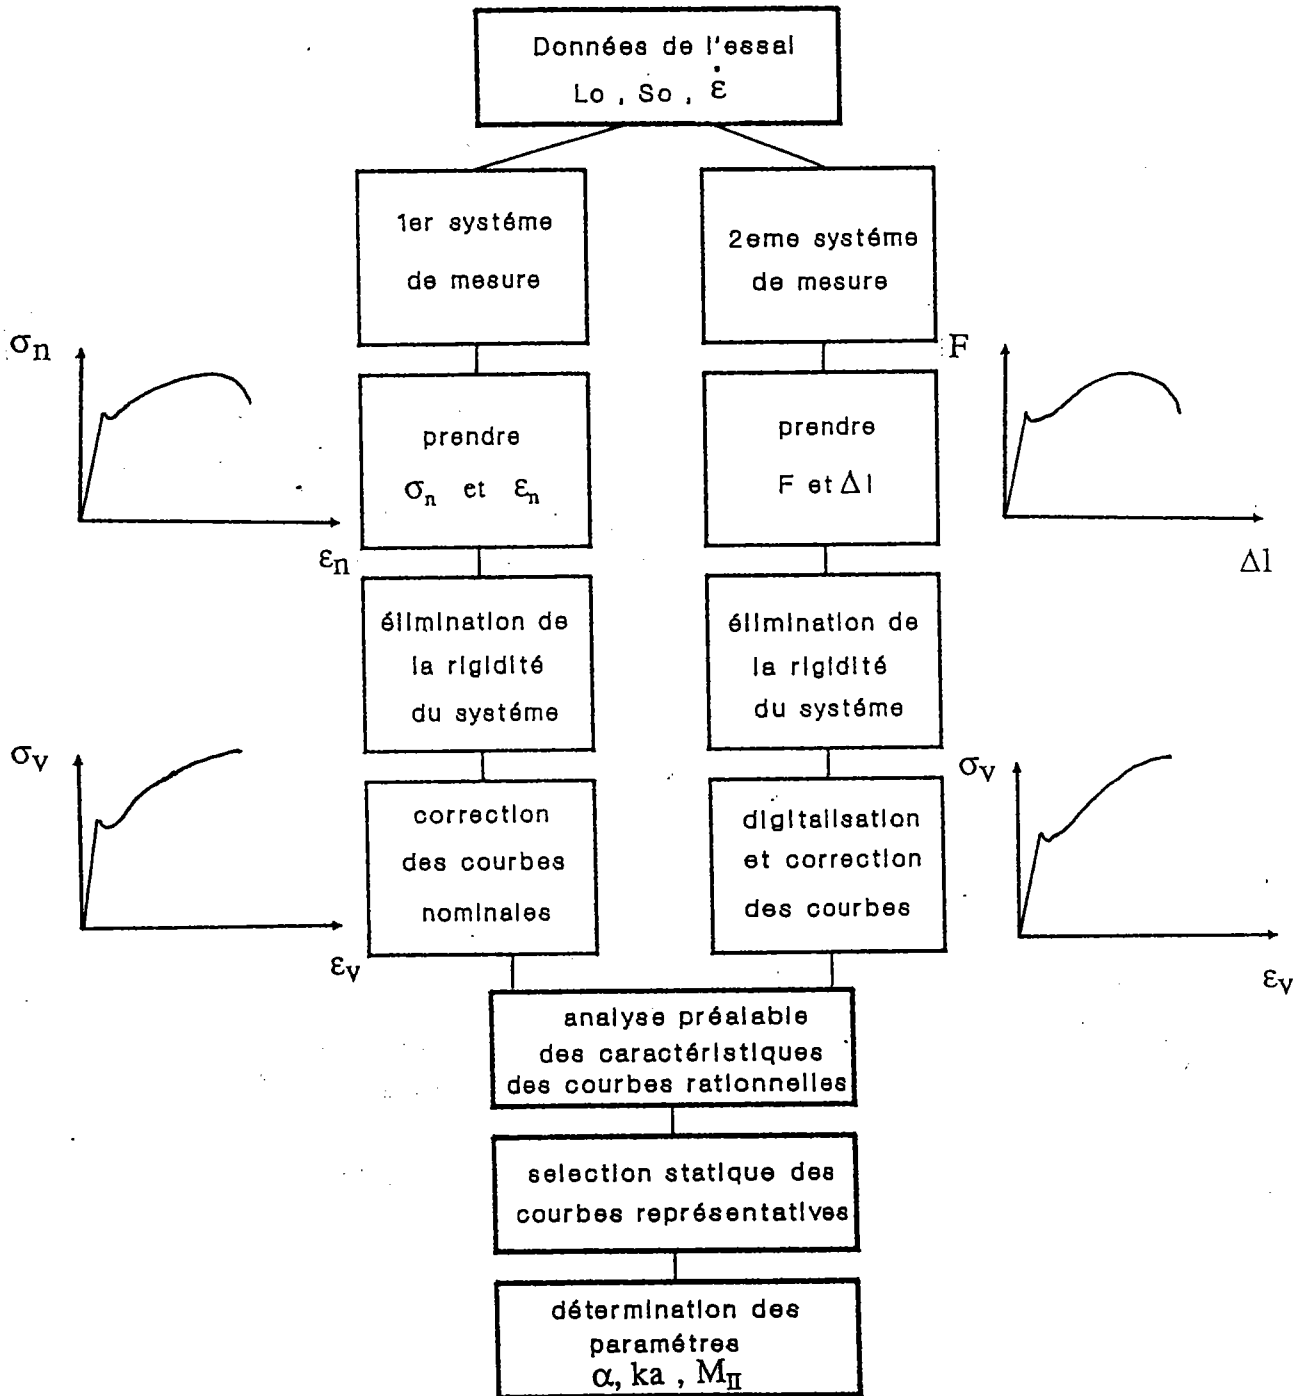 Données de l'essal
Lo , So , ε̇
1er systéme
de mesure
2eme systéme
de mesure
σn
εn
prendre
σn et εn
prendre
F et Δl
F
Δl
élimination de
la rigidité
du systéme
élimination de
la rigidité
du systéme
σv
εv
correction
des courbes
nominales
digitalisation
et correction
des courbes
σv
εv
analyse préalable
des caractéristiques
des courbes rationnelles
selection statique des
courbes représentatives
détermination des
paramétres
α, ka , MII